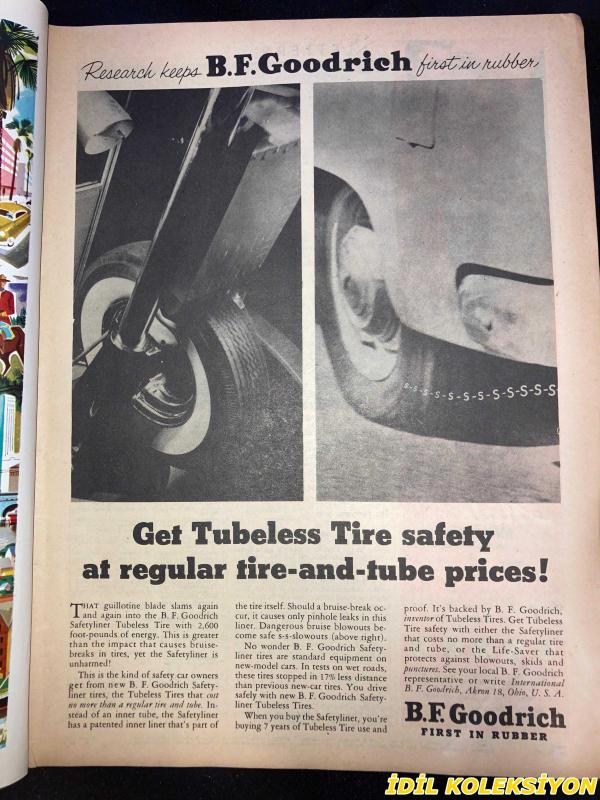 Research keeps B.F.Goodrich first in rubber
S-S-S-S-S-S-S-S-S-S-S
Get Tubeless Tire safety
at regular tire-and-tube prices!
THAT guillotine blade slams again
and again into the B. F. Goodrich
Safetyliner Tubeless Tire with 2,600
foot-pounds of energy. This is greater
than the impact that causes bruise-
breaks in tires, yet the Safetyliner is
unharmed!
This is the kind of safety car owners
get from new B. F. Goodrich Safety-
liner tires, the Tubeless Tires that cost
no more than a regular tire and tube. In-
stead of an inner tube, the Safetyliner
has a patented inner liner that's part of
the tire itself. Should a bruise-break oc-
cur, it causes only pinhole leaks in this
liner. Dangerous bruise blowouts be-
come safe s-s-slowouts (above right).
No wonder B. F. Goodrich Safety-
liner tires are standard equipment on
new-model cars. In tests on wet roads,
these tires stopped in 17% less distance
than previous new-car tires. You drive
safely with new B. F. Goodrich Safety-
liner Tubeless Tires.
When you buy the Safetyliner, you're
buying 7 years of Tubeless Tire use and
proof. It's backed by B. F. Goodrich,
inventor of Tubeless Tires. Get Tubeless
Tire safety with either the Safetyliner
that costs no more than a regular tire
and tube, or the Life-Saver that
protects against blowouts, skids and
punctures. See your local B. F. Goodrich
representative or write International
B. F. Goodrich, Akron 18, Ohio, U. S. A.
B.F.Goodrich
FIRST IN RUBBER
İDİL KOLEKSİYON